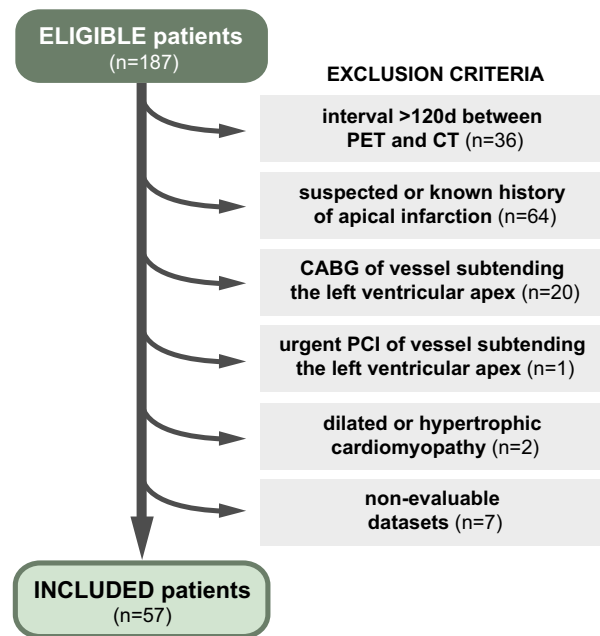 ELIGIBLE patients
(n=187)
EXCLUSION CRITERIA
interval >120d between
PET and CT (n=36)
suspected or known history
of apical infarction (n=64)
CABG of vessel subtending
the left ventricular apex (n=20)
urgent PCI of vessel subtending
the left ventricular apex (n=1)
dilated or hypertrophic
cardiomyopathy (n=2)
non-evaluable
datasets (n=7)
INCLUDED patients
(n=57)